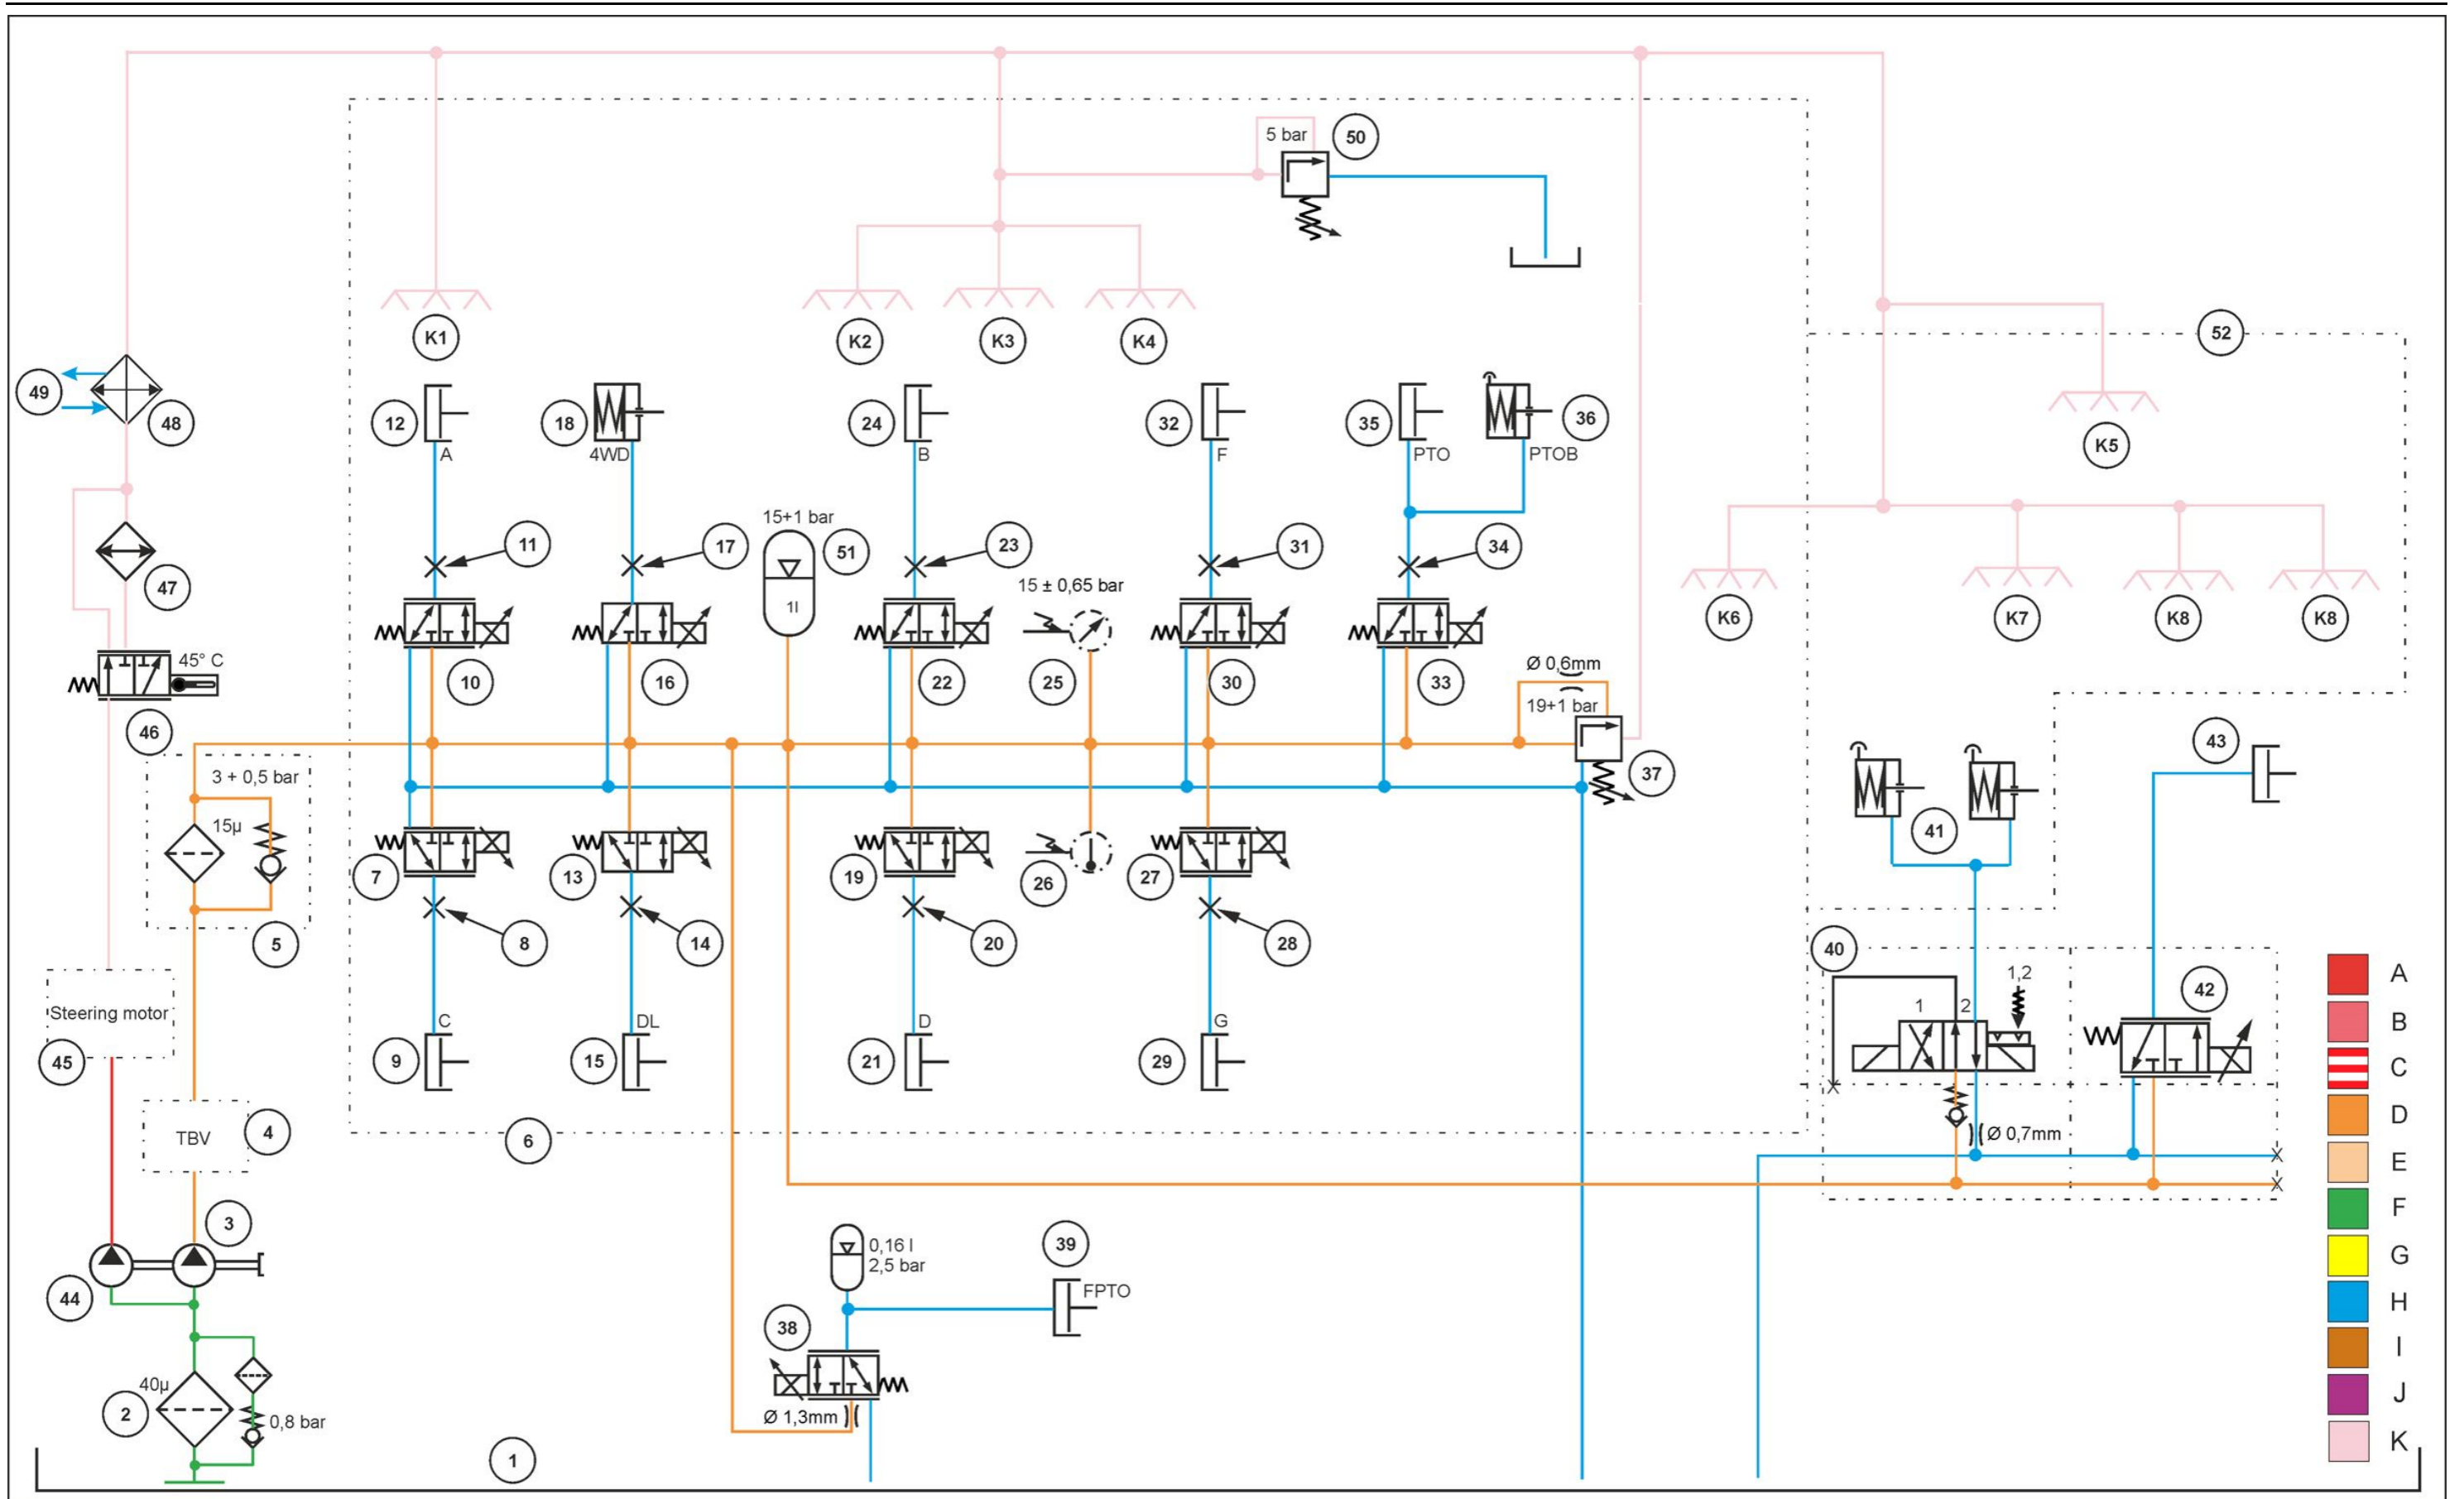 5 bar
50
K1
K2
K3
K4
52
49
48
12
A
18
4WD
24
B
32
F
35
PTO
36
PTOB
K5
47
11
17
15+1 bar
51
1l
23
15 ± 0,65 bar
31
34
K6
K7
K8
K8
45° C
46
10
16
22
25
30
33
Ø 0,6mm
19+1 bar
37
43
3 + 0,5 bar
15µ
5
7
13
19
26
27
41
8
14
20
28
40
1,2
1
2
42
Steering motor
45
C
9
DL
15
D
21
G
29
TBV
4
6
Ø 0,7mm
3
44
0,16 l
2,5 bar
39
FPTO
38
Ø 1,3mm
40µ
2
0,8 bar
1
A
B
C
D
E
F
G
H
I
J
K